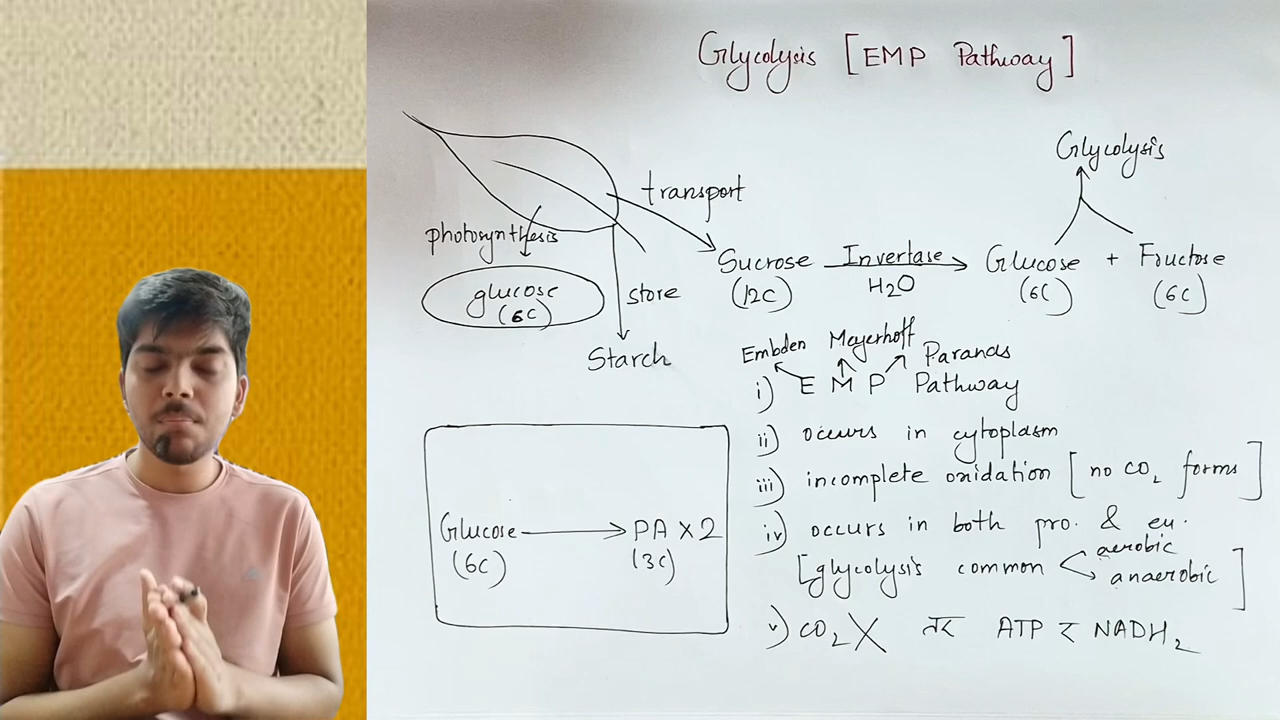 Glycolysis [EMP Pathway]
Glycolysis
transport
photosynthesis
glucose
(6C)
store
Starch
Sucrose
(12C)
Invertase
H2O
Glucose + Fructose
(6C) (6C)
Embden Meyerhoff Paranas
i) E M P Pathway
ii) occurs in cytoplasm
iii) incomplete oxidation [no CO2 forms]
iv) occurs in both pro. & eu.
[glycolysis common aerobic
anaerobic]
v) CO2 X ATP NADH2
Glucose PA X 2
(6C) (3C)